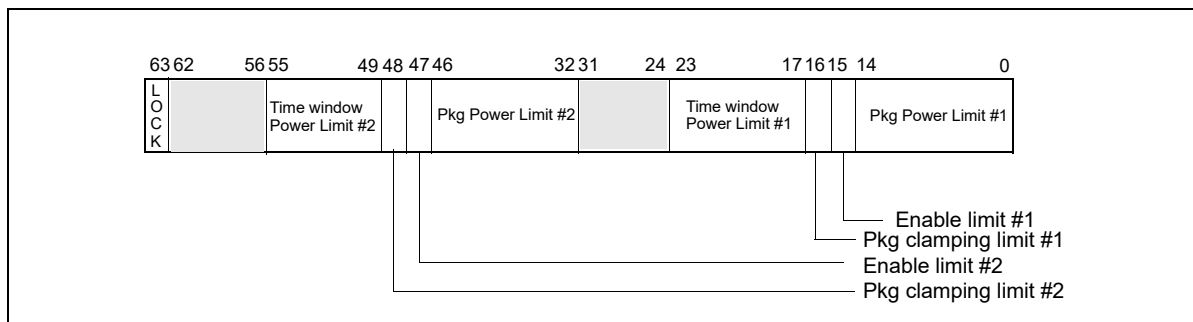 63 62 56 55 49 48 47 46 32 31 24 23 17 16 15 14 0
L
O
C
K
Time window
Power Limit #2
Pkg Power Limit #2
Time window
Power Limit #1
Pkg Power Limit #1
Enable limit #1
Pkg clamping limit #1
Enable limit #2
Pkg clamping limit #2